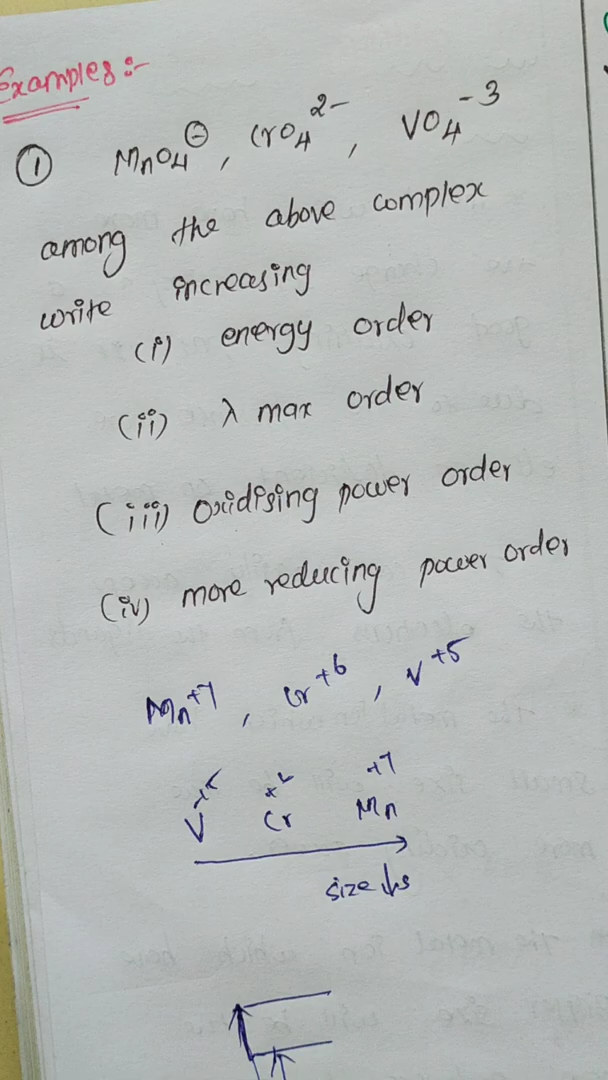 Examples:-
① MnO4⊖, CrO4 2-, VO4 -3
among the above complex
write increasing
(i) energy order
(ii) λ max order
(iii) oxidising power order
(iv) more reducing power order
Mn+7, Cr+6, V+5
V Cr Mn+7
size ↓s